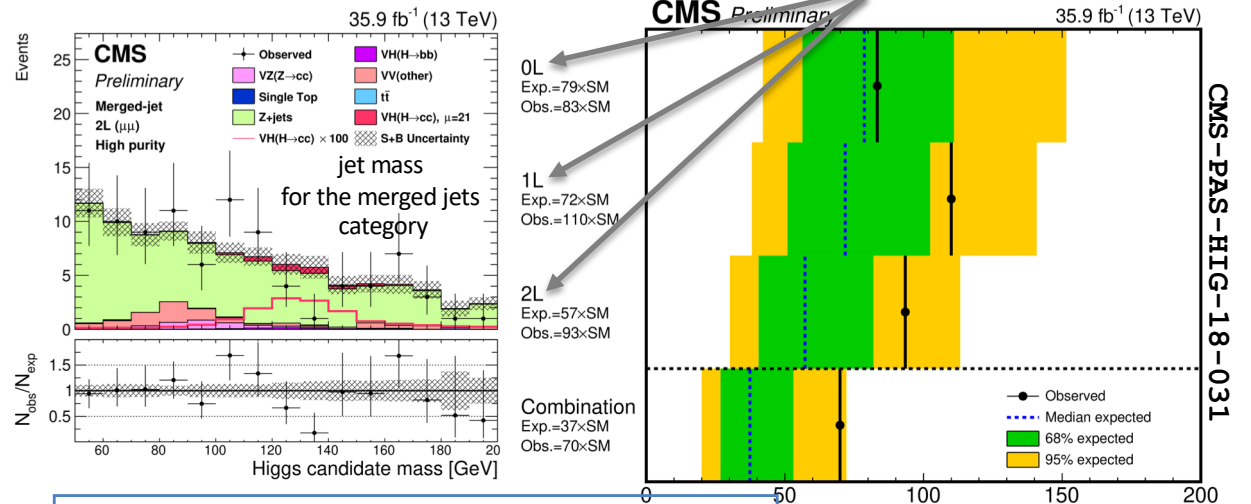 35.9 fb⁻¹ (13 TeV)
Events
CMS
Preliminary
Merged-jet
2L (μμ)
High purity
Observed
VH(H→bb)
VZ(Z→cc)
VV(other)
Single Top
tt̄
Z+jets
VH(H→cc), μ=21
VH(H→cc) × 100
S+B Uncertainty
jet mass
for the merged jets
category
25
20
15
10
5
0
N_obs/N_exp
1.5
1
0.5
60 80 100 120 140 160 180 20
Higgs candidate mass [GeV]
CMS Preliminary
35.9 fb⁻¹ (13 TeV)
0L
Exp.=79×SM
Obs.=83×SM
1L
Exp.=72×SM
Obs.=110×SM
2L
Exp.=57×SM
Obs.=93×SM
Combination
Exp.=37×SM
Obs.=70×SM
Observed
Median expected
68% expected
95% expected
0 50 100 150 200
CMS-PAS-HIG-18-031